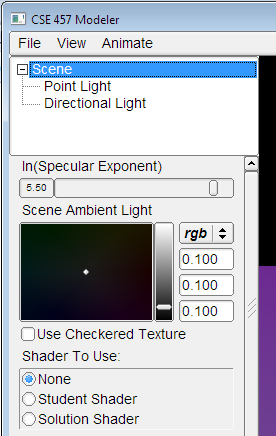 CSE 457 Modeler
File View Animate
Scene
Point Light
Directional Light
ln(Specular Exponent)
5.50
Scene Ambient Light
rgb
0.100
0.100
0.100
Use Checkered Texture
Shader To Use:
None
Student Shader
Solution Shader